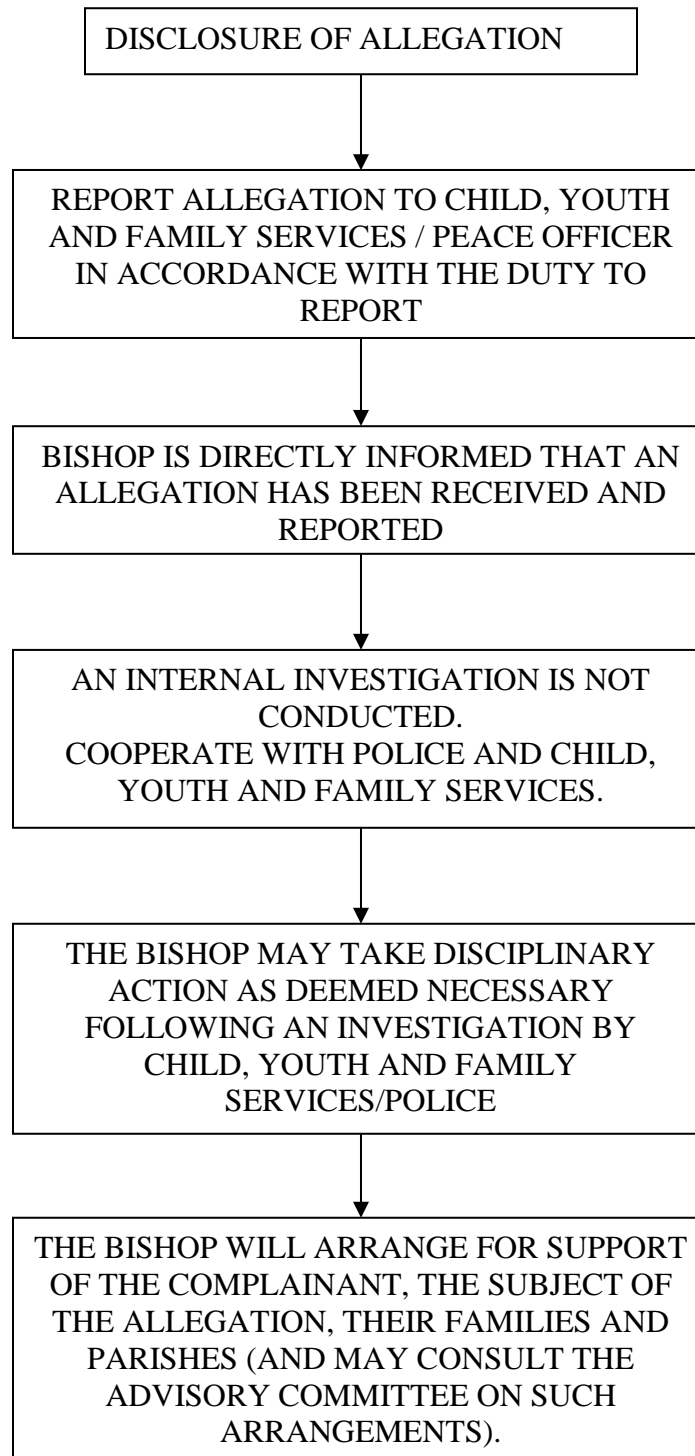 DISCLOSURE OF ALLEGATION
REPORT ALLEGATION TO CHILD, YOUTH
AND FAMILY SERVICES / PEACE OFFICER
IN ACCORDANCE WITH THE DUTY TO
REPORT
BISHOP IS DIRECTLY INFORMED THAT AN
ALLEGATION HAS BEEN RECEIVED AND
REPORTED
AN INTERNAL INVESTIGATION IS NOT
CONDUCTED.
COOPERATE WITH POLICE AND CHILD,
YOUTH AND FAMILY SERVICES.
THE BISHOP MAY TAKE DISCIPLINARY
ACTION AS DEEMED NECESSARY
FOLLOWING AN INVESTIGATION BY
CHILD, YOUTH AND FAMILY
SERVICES/POLICE
THE BISHOP WILL ARRANGE FOR SUPPORT
OF THE COMPLAINANT, THE SUBJECT OF
THE ALLEGATION, THEIR FAMILIES AND
PARISHES (AND MAY CONSULT THE
ADVISORY COMMITTEE ON SUCH
ARRANGEMENTS).